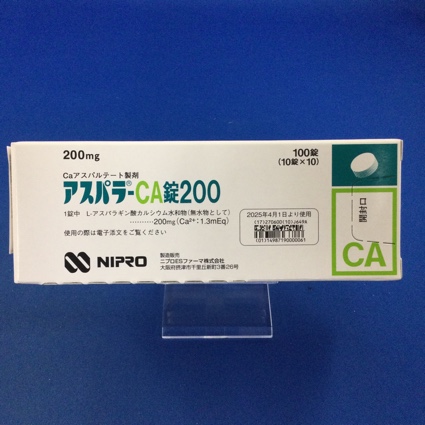 200mg
100錠
(10錠×10)
Caアスパルテート製剤
アスパラ®-CA錠200
1錠中 L-アスパラギン酸カルシウム水和物(無水物として)
………200mg(Ca²⁺:1.3mEq)
使用の際は電子添文をご覧ください
2025年4月1日より使用
開封口
NIPRO
製造販売
ニプロESファーマ株式会社
大阪府摂津市千里丘新町3番26号
CA